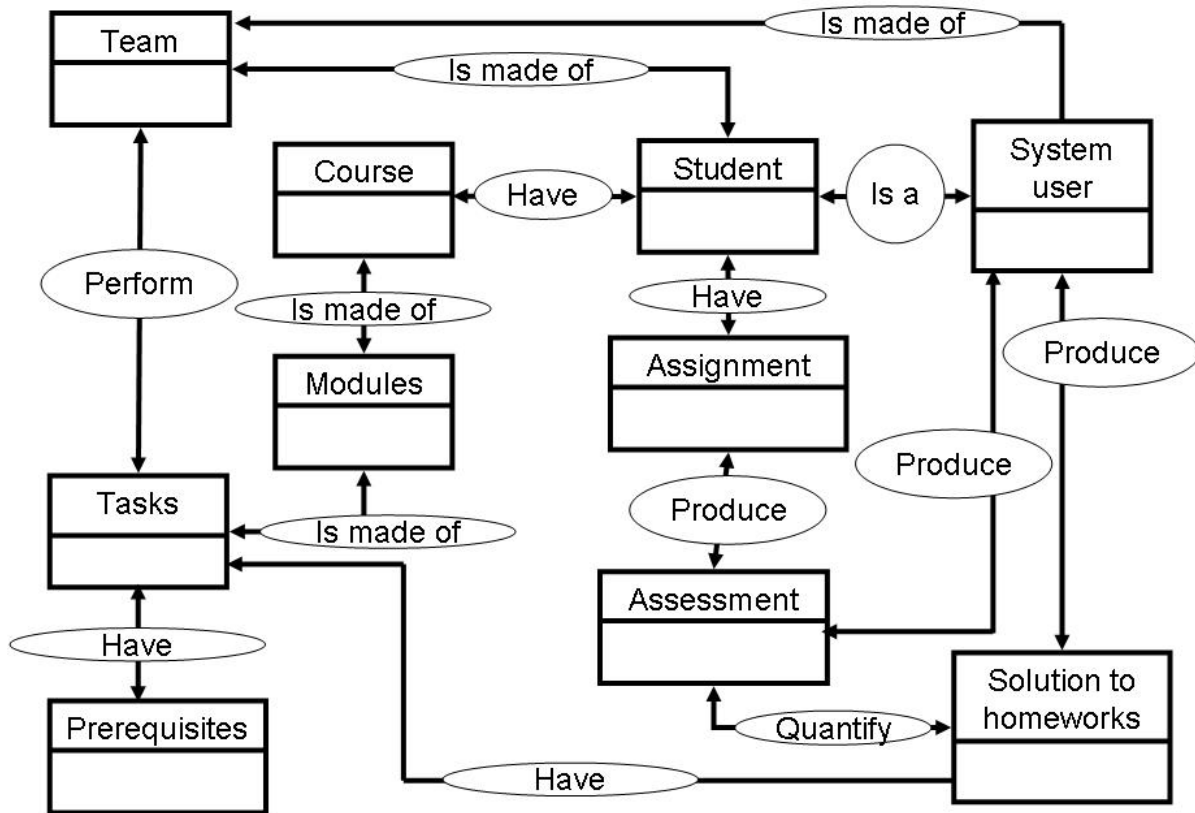 Team
Is made of
Is made of
Course
Student
System
user
Have
Is a
Perform
Is made of
Have
Modules
Assignment
Produce
Tasks
Is made of
Produce
Produce
Assessment
Have
Prerequisites
Solution to
homeworks
Quantify
Have